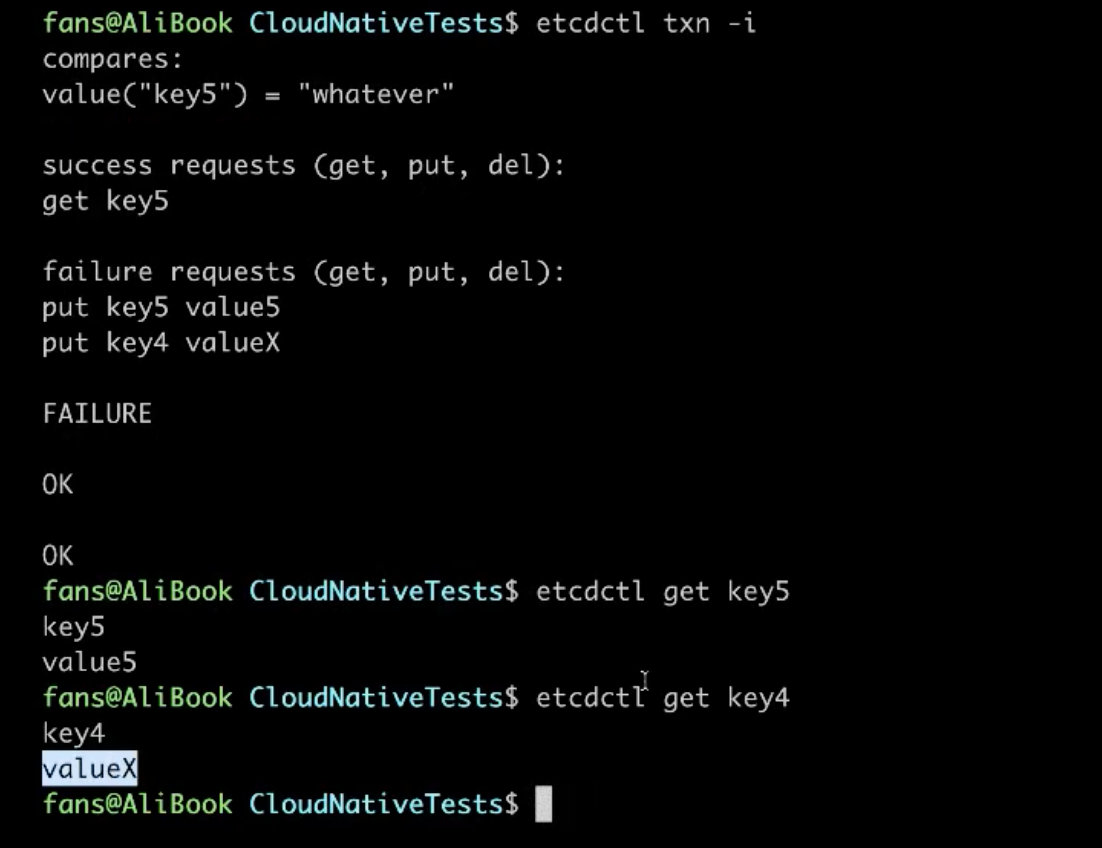 fans@AliBook CloudNativeTests$ etcdctl txn -i
compares:
value("key5") = "whatever"
success requests (get, put, del):
get key5
failure requests (get, put, del):
put key5 value5
put key4 valueX
FAILURE
OK
OK
fans@AliBook CloudNativeTests$ etcdctl get key5
key5
value5
fans@AliBook CloudNativeTests$ etcdctl get key4
key4
valueX
fans@AliBook CloudNativeTests$